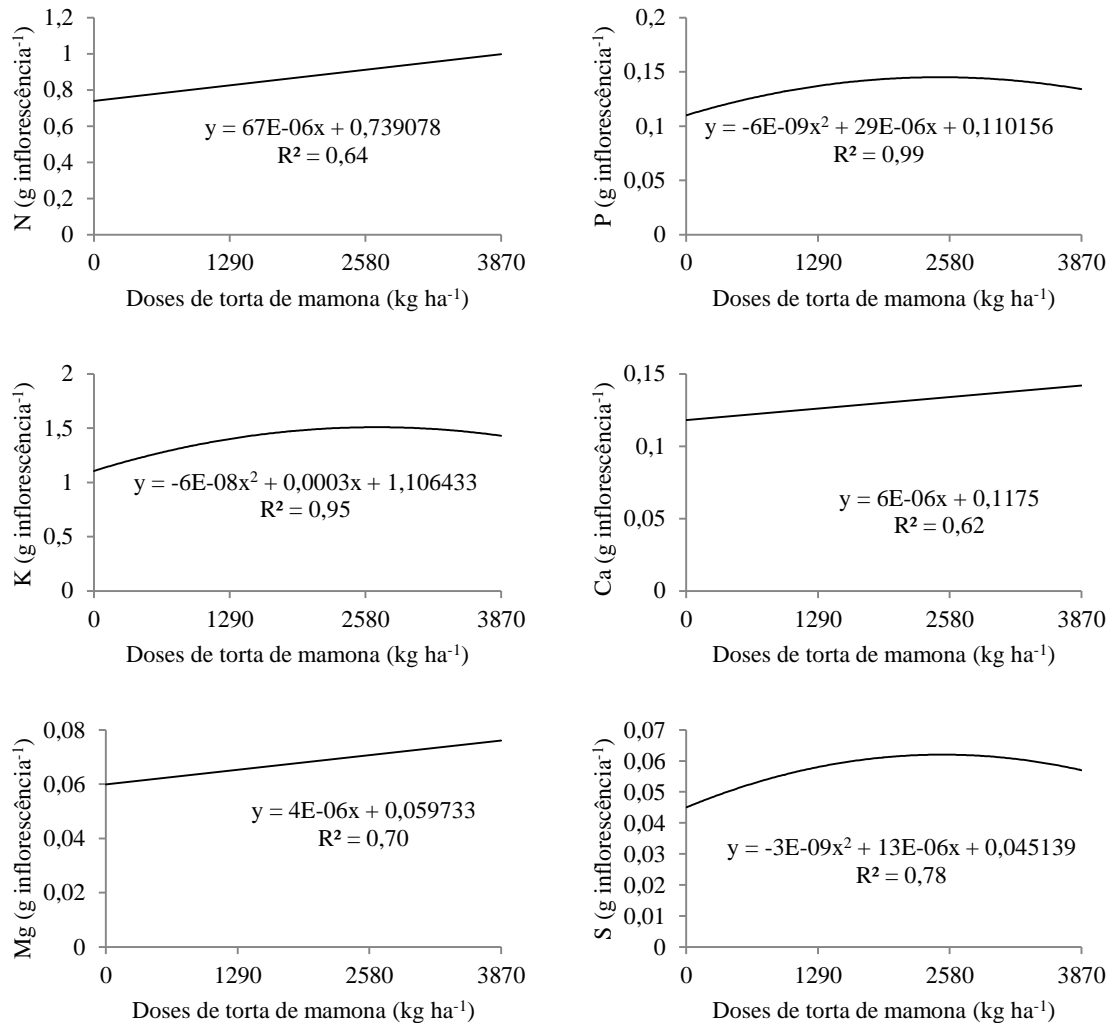 N (g inflorescência-1)
1,2
1
0,8
0,6
0,4
0,2
0
y = 67E-06x + 0,739078
R² = 0,64
0 1290 2580 3870
Doses de torta de mamona (kg ha-1)
P (g inflorescência-1)
0,2
0,15
0,1
0,05
0
y = -6E-09x2 + 29E-06x + 0,110156
R² = 0,99
0 1290 2580 3870
Doses de torta de mamona (kg ha-1)
K (g inflorescência-1)
2
1,5
1
0,5
0
y = -6E-08x2 + 0,0003x + 1,106433
R² = 0,95
0 1290 2580 3870
Doses de torta de mamona (kg ha-1)
Ca (g inflorescência-1)
0,15
0,1
0,05
0
y = 6E-06x + 0,1175
R² = 0,62
0 1290 2580 3870
Doses de torta de mamona (kg ha-1)
Mg (g inflorescência-1)
0,08
0,06
0,04
0,02
0
y = 4E-06x + 0,059733
R² = 0,70
0 1290 2580 3870
Doses de torta de mamona (kg ha-1)
S (g inflorescência-1)
0,07
0,06
0,05
0,04
0,03
0,02
0,01
0
y = -3E-09x2 + 13E-06x + 0,045139
R² = 0,78
0 1290 2580 3870
Doses de torta de mamona (kg ha-1)